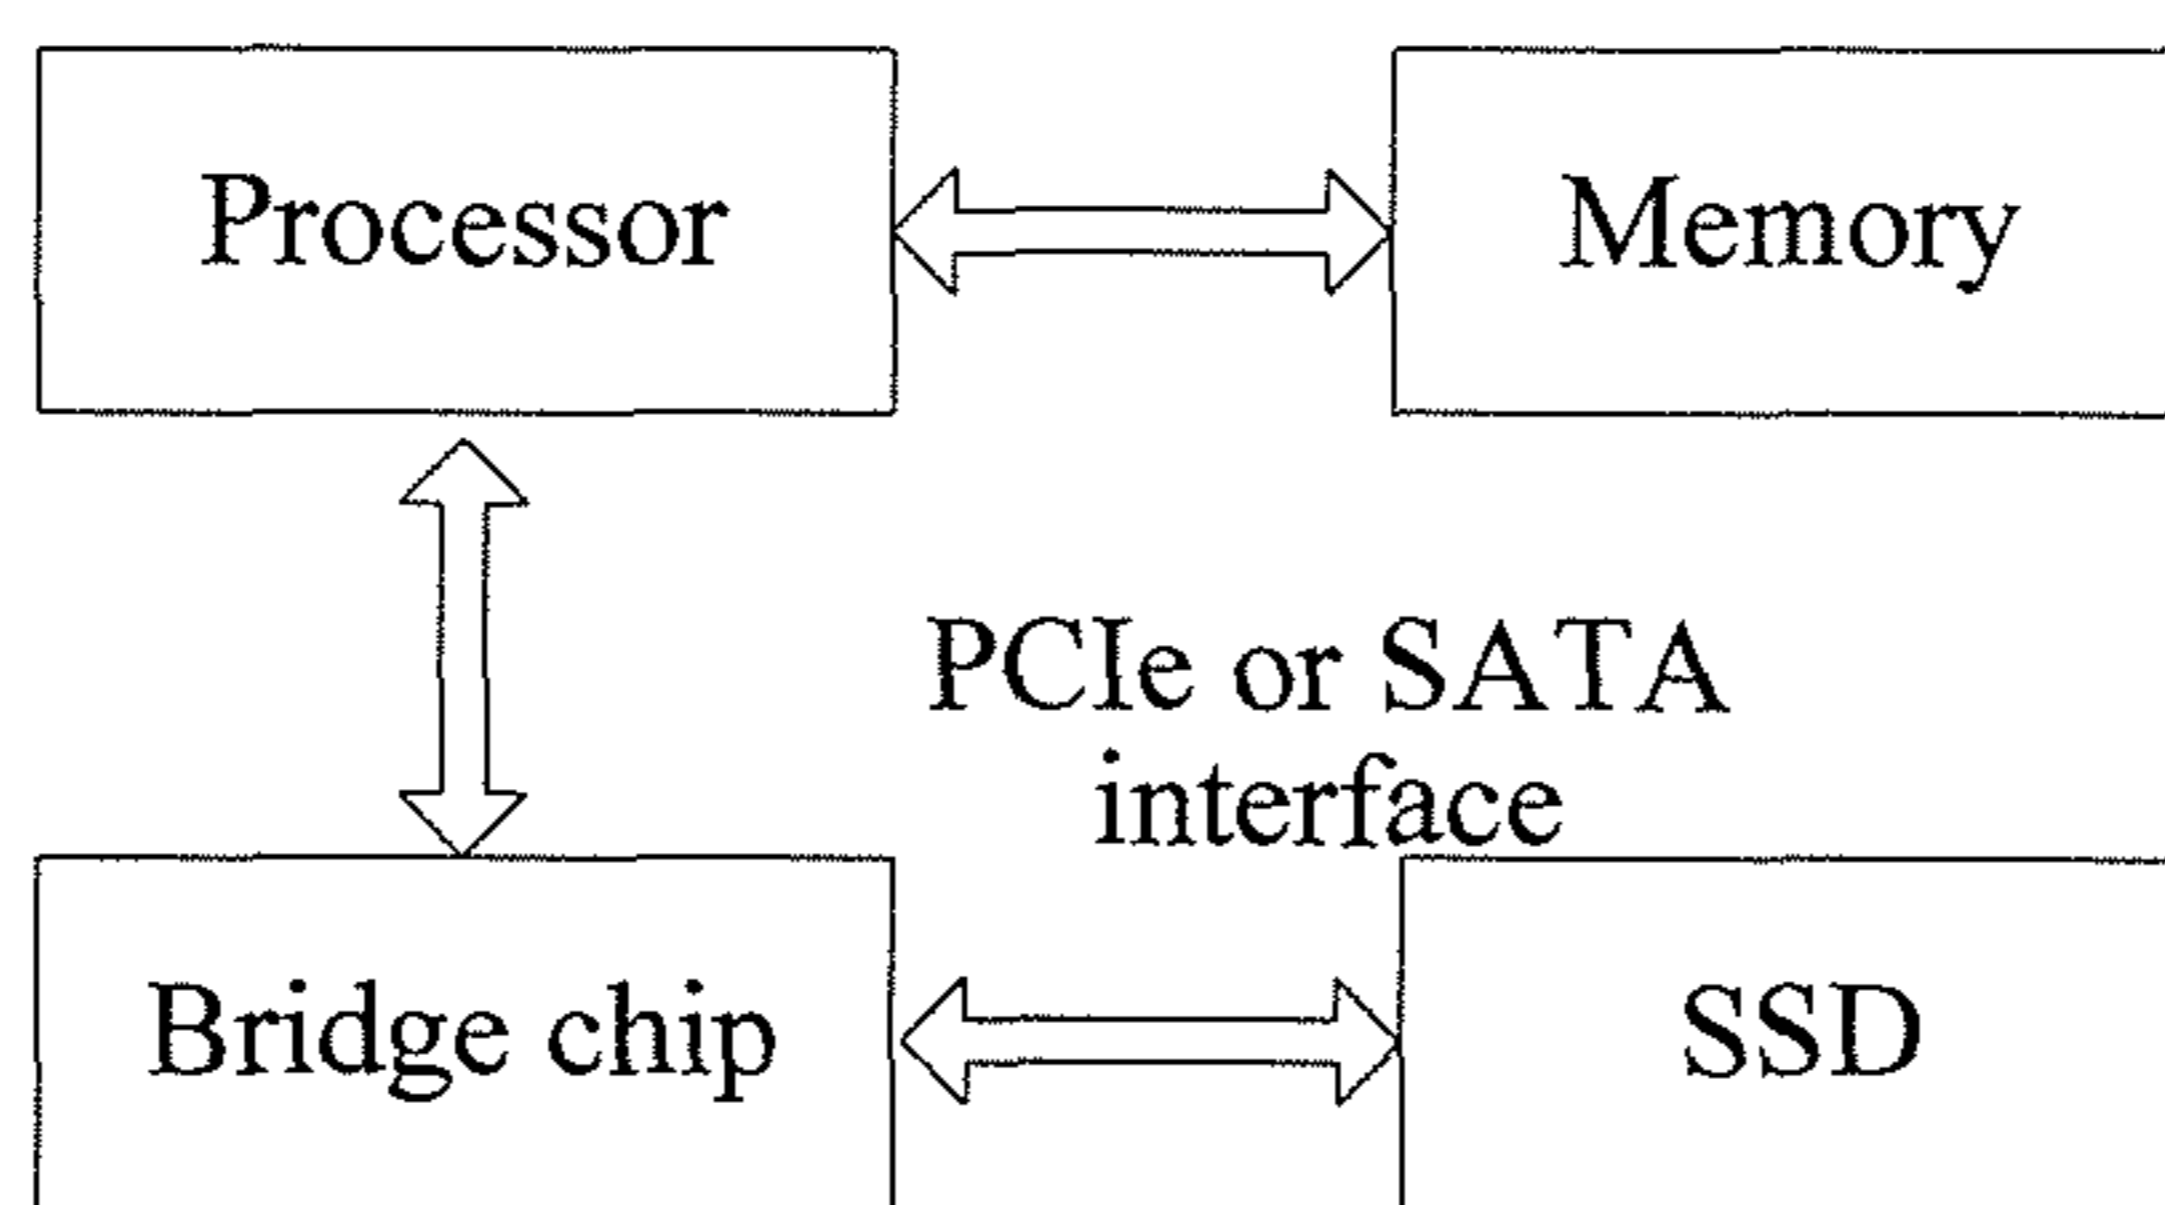 Processor
Memory
PCIe or SATA
interface
Bridge chip
SSD